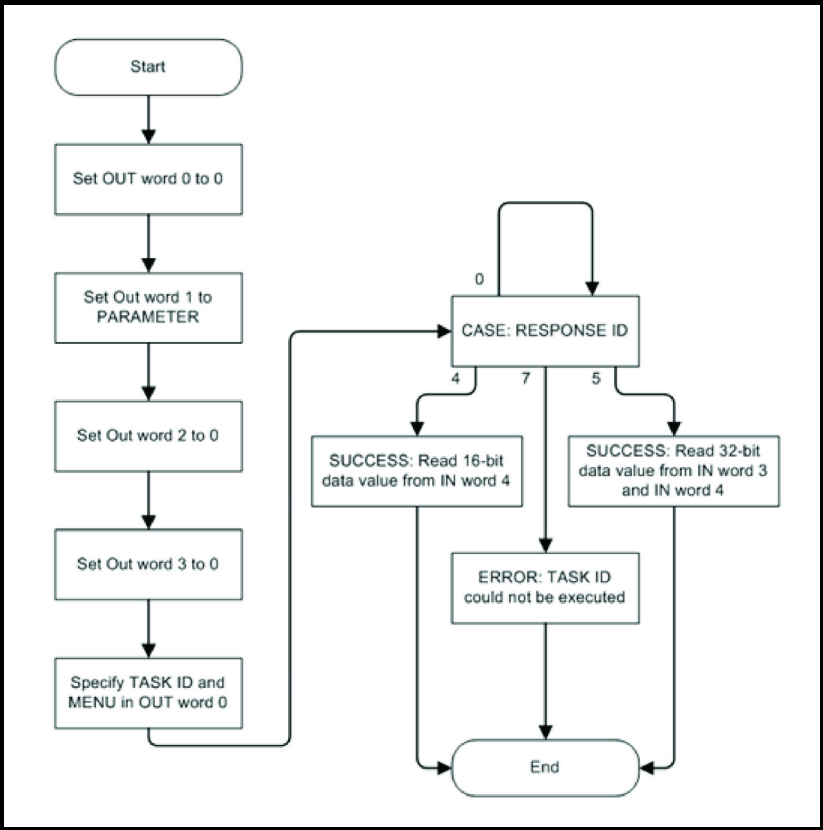 Start
Set OUT word 0 to 0
Set Out word 1 to
PARAMETER
Set Out word 2 to 0
Set Out word 3 to 0
Specify TASK ID and
MENU in OUT word 0
0
CASE: RESPONSE ID
4
7
5
SUCCESS: Read 16-bit
data value from IN word 4
SUCCESS: Read 32-bit
data value from IN word 3
and IN word 4
ERROR: TASK ID
could not be executed
End